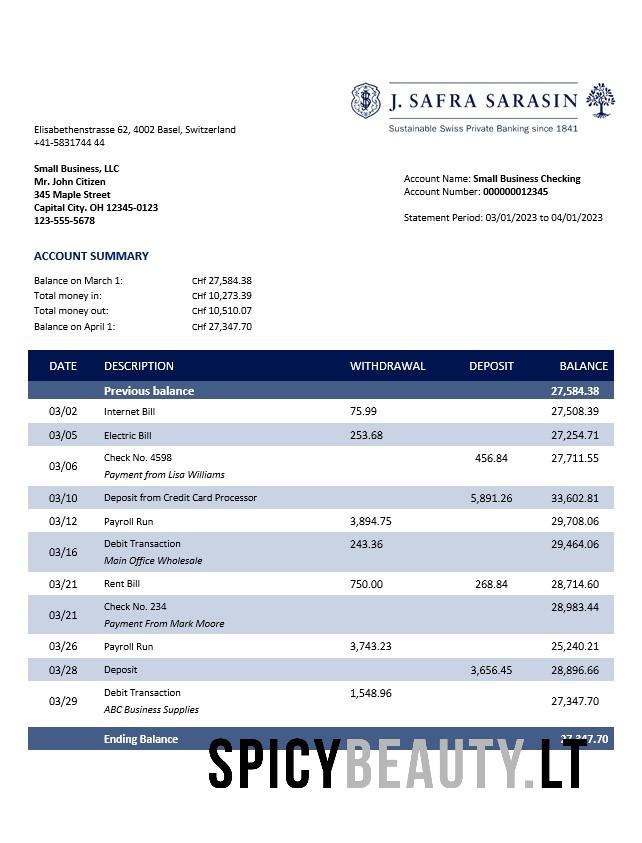 J. SAFRA SARASIN
Sustainable Swiss Private Banking since 1841
Elisabethenstrasse 62, 4002 Basel, Switzerland
+41-5831744 44
Small Business, LLC
Mr. John Citizen
345 Maple Street
Capital City. OH 12345-0123
123-555-5678
Account Name: Small Business Checking
Account Number: 000000012345
Statement Period: 03/01/2023 to 04/01/2023
ACCOUNT SUMMARY
Balance on March 1: CHf 27,584.38
Total money in: CHf 10,273.39
Total money out: CHf 10,510.07
Balance on April 1: CHf 27,347.70
DATE DESCRIPTION WITHDRAWAL DEPOSIT BALANCE
Previous balance 27,584.38
03/02 Internet Bill 75.99 27,508.39
03/05 Electric Bill 253.68 27,254.71
03/06 Check No. 4598 456.84 27,711.55
Payment from Lisa Williams
03/10 Deposit from Credit Card Processor 5,891.26 33,602.81
03/12 Payroll Run 3,894.75 29,708.06
03/16 Debit Transaction 243.36 29,464.06
Main Office Wholesale
03/21 Rent Bill 750.00 268.84 28,714.60
03/21 Check No. 234 28,983.44
Payment From Mark Moore
03/26 Payroll Run 3,743.23 25,240.21
03/28 Deposit 3,656.45 28,896.66
03/29 Debit Transaction 1,548.96 27,347.70
ABC Business Supplies
Ending Balance 27,347.70
SPICYBEAUTY.LT